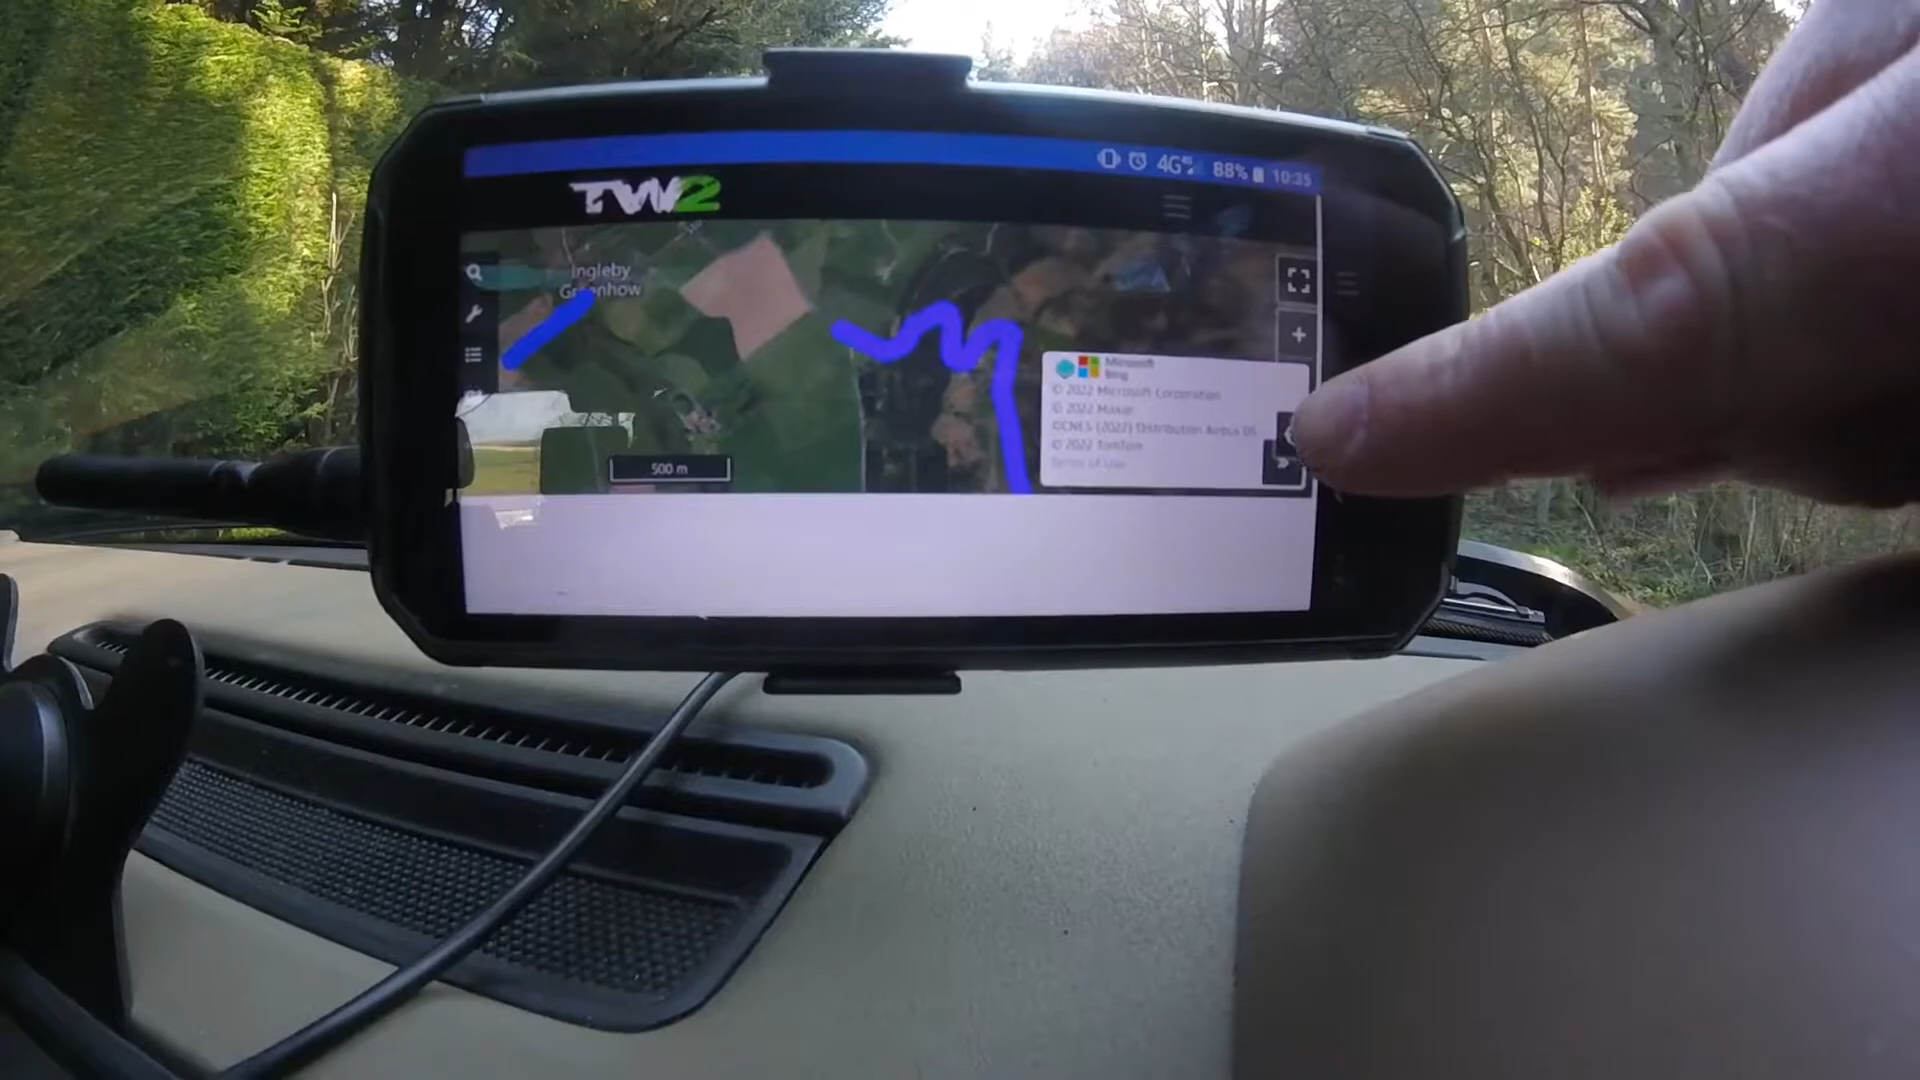 4G 88% 10:35
TW2
Ingleby
Greenhow
+
Microsoft
Bing
© 2022 Microsoft Corporation
© 2022 Maxar
©CNES (2022) Distribution Airbus DS
© 2022 TomTom
Terms of Use
500 m